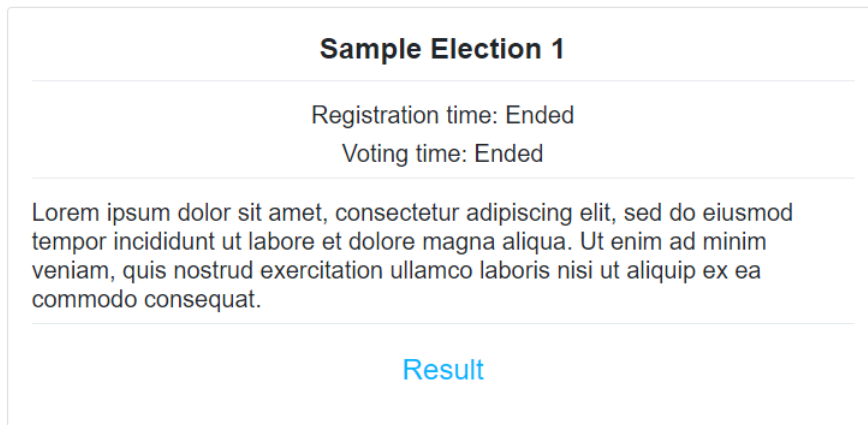 Sample Election 1
Registration time: Ended
Voting time: Ended
Lorem ipsum dolor sit amet, consectetur adipiscing elit, sed do eiusmod
tempor incididunt ut labore et dolore magna aliqua. Ut enim ad minim
veniam, quis nostrud exercitation ullamco laboris nisi ut aliquip ex ea
commodo consequat.
Result